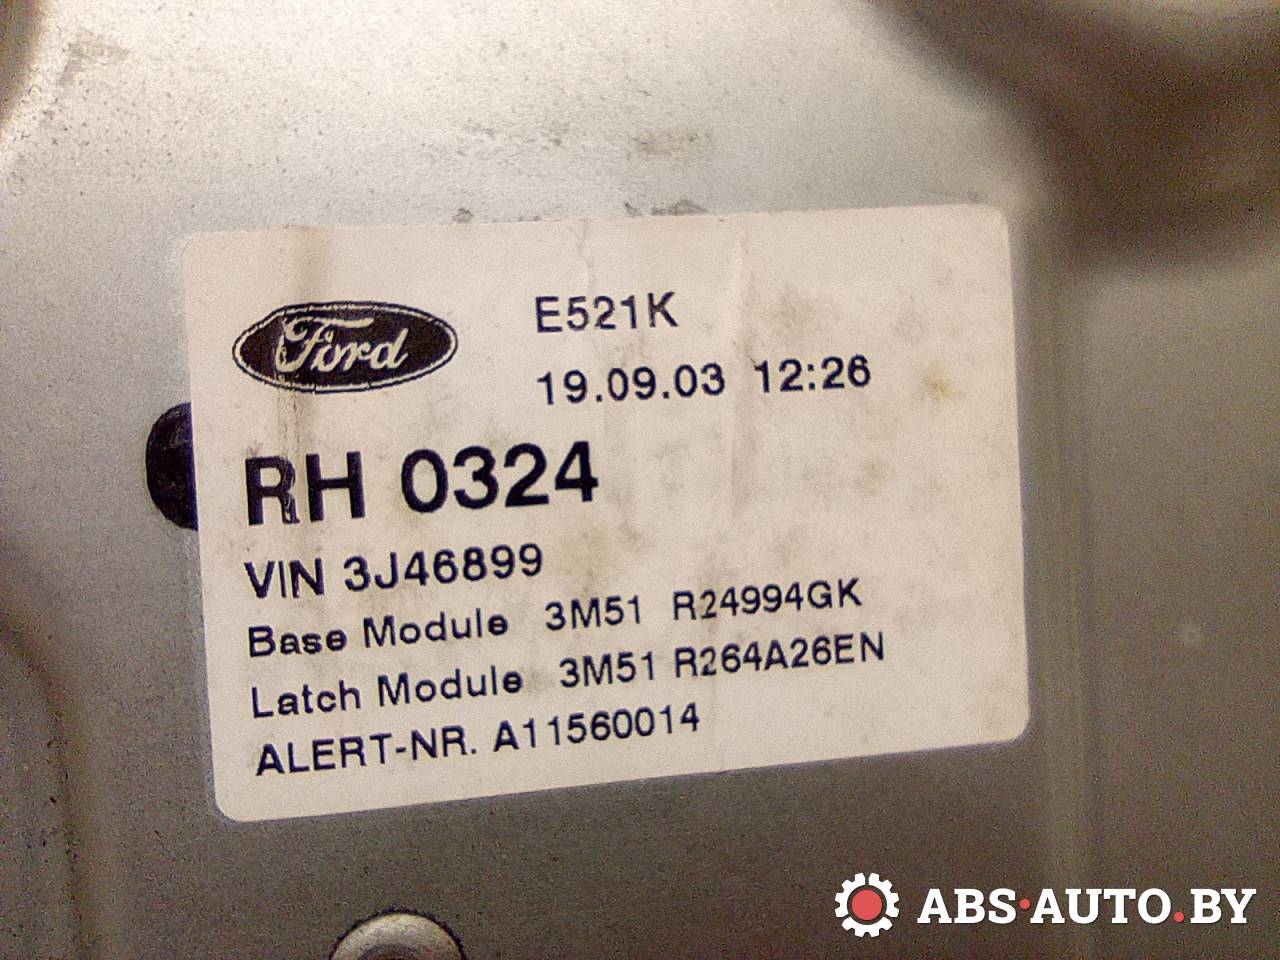 Ford
E521K
19.09.03 12:26
RH 0324
VIN 3J46899
Base Module 3M51 R24994GK
Latch Module 3M51 R264A26EN
ALERT-NR. A11560014
ABS·AUTO.BY